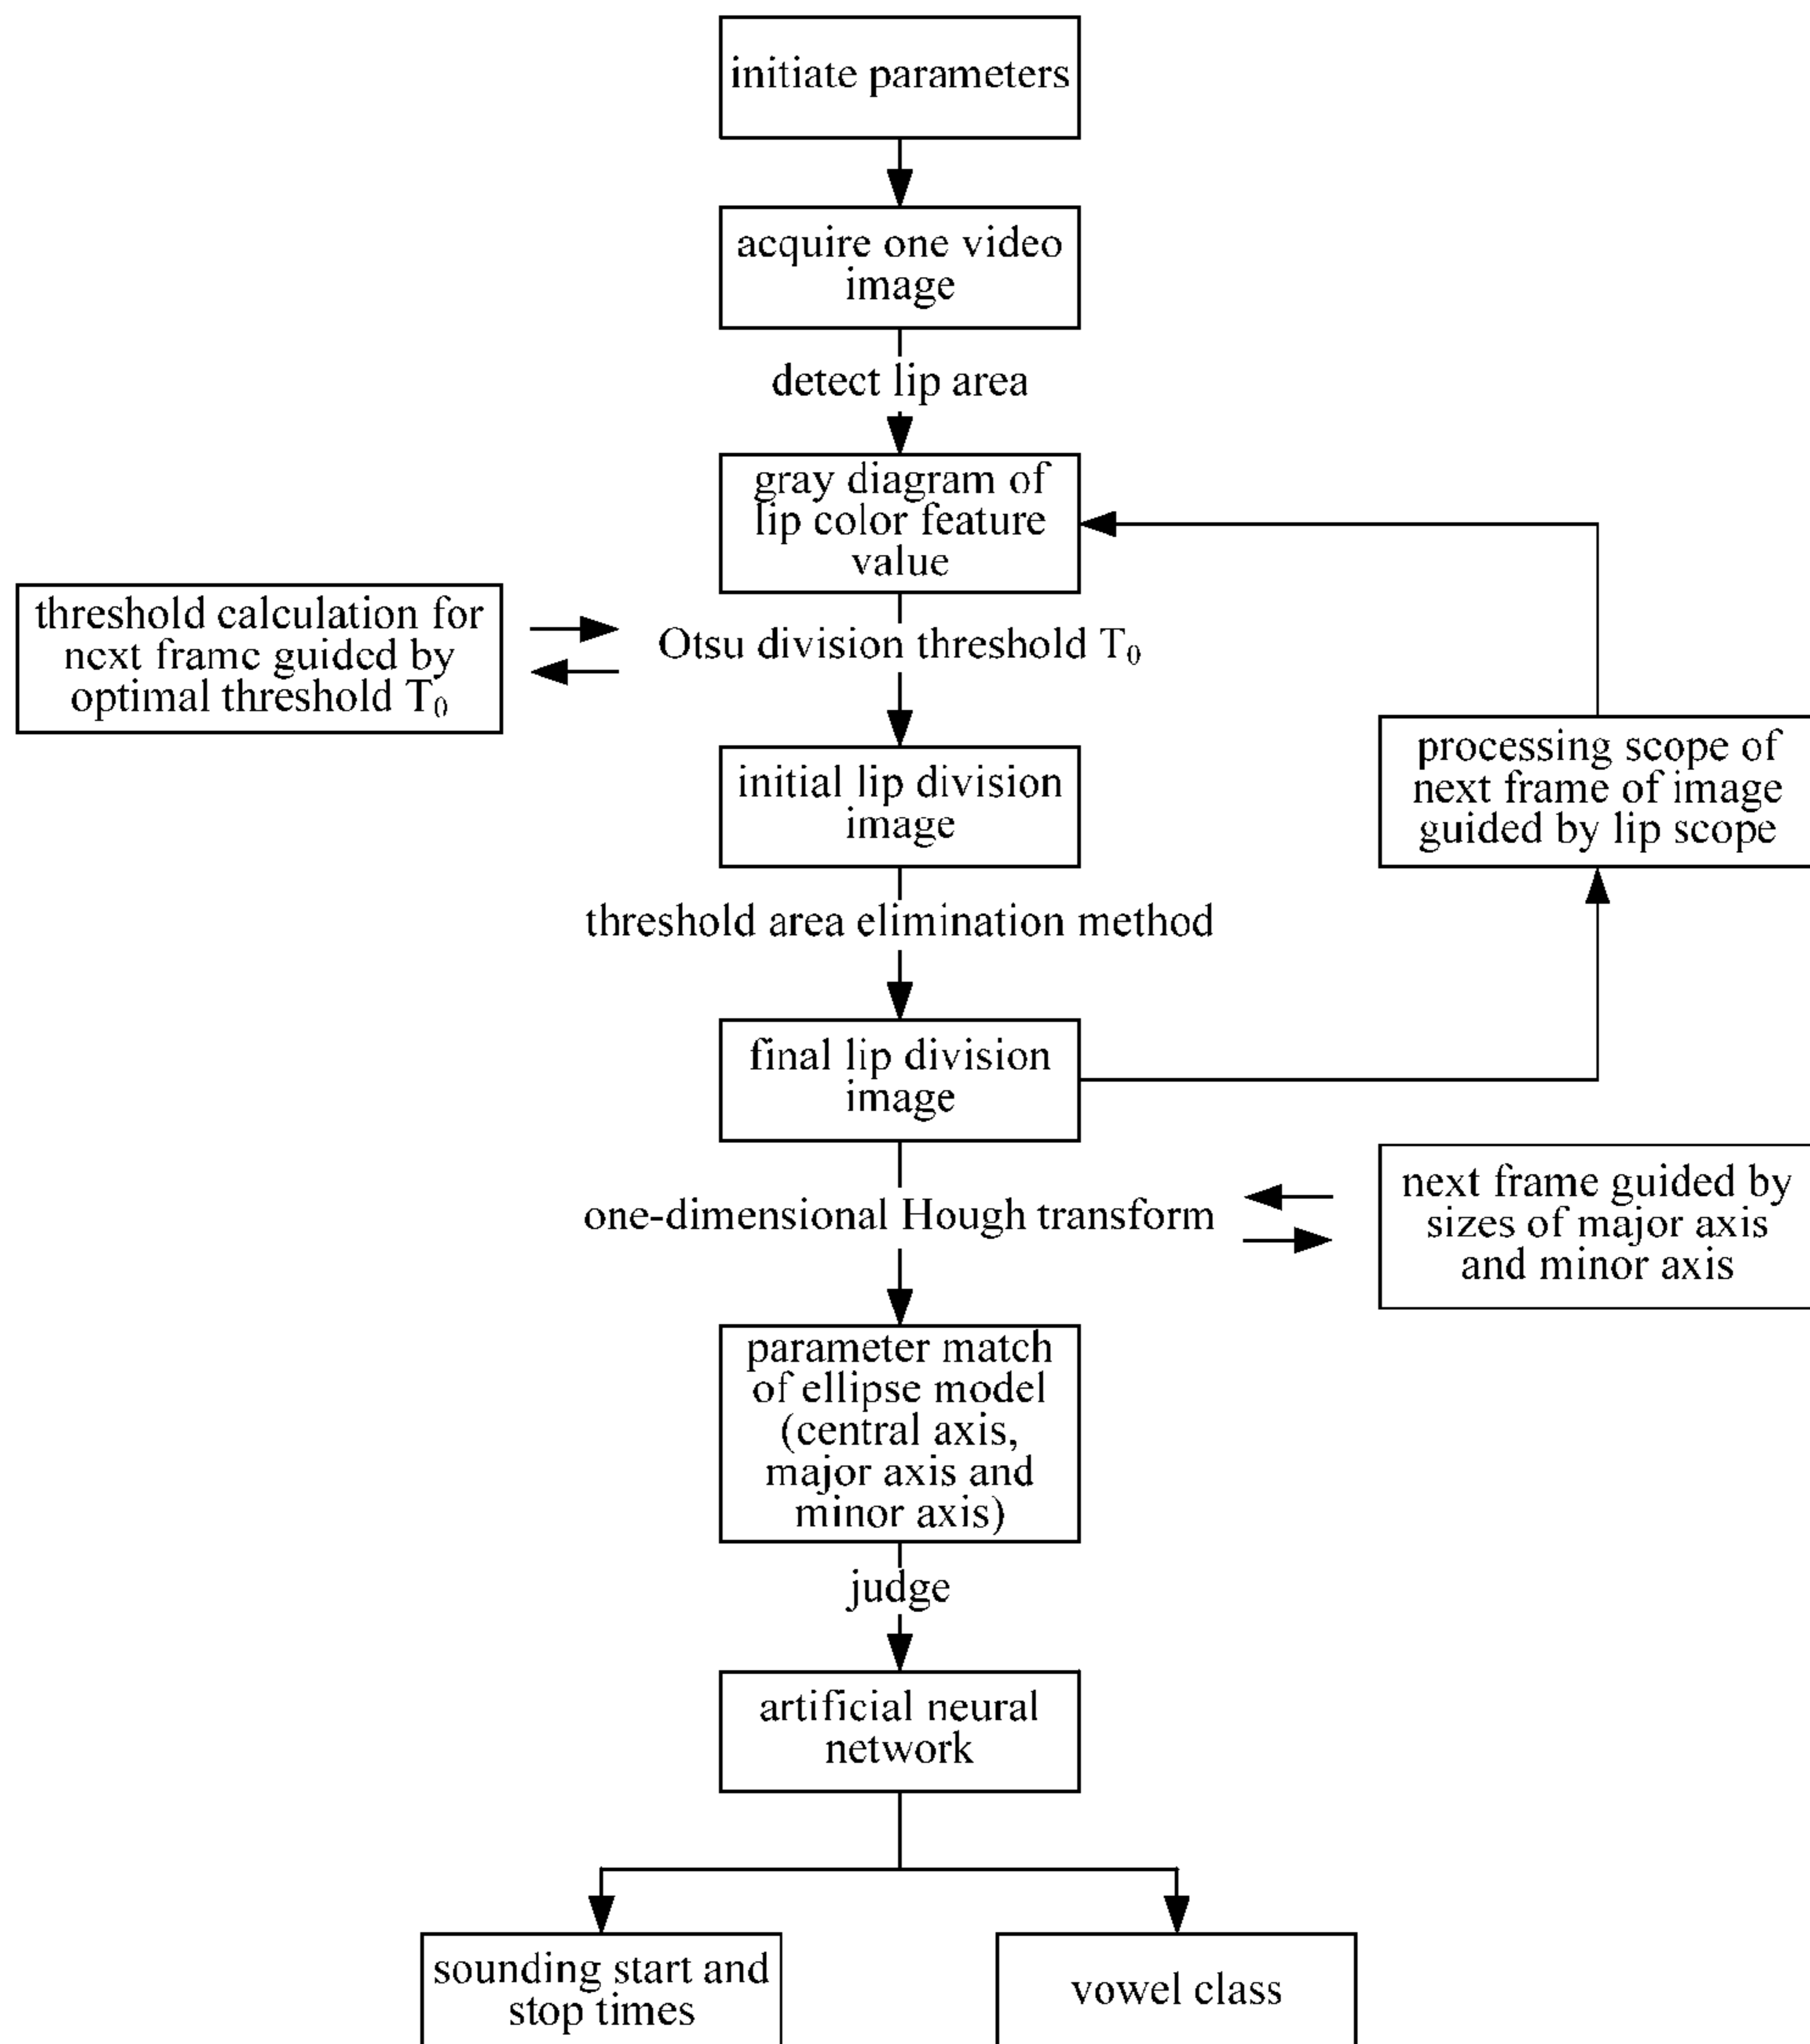 initiate parameters
acquire one video
image
detect lip area
gray diagram of
lip color feature
value
threshold calculation for
next frame guided by
optimal threshold T₀
Otsu division threshold T₀
processing scope of
next frame of image
guided by lip scope
initial lip division
image
threshold area elimination method
final lip division
image
one-dimensional Hough transform
next frame guided by
sizes of major axis
and minor axis
parameter match
of ellipse model
(central axis,
major axis and
minor axis)
judge
artificial neural
network
sounding start and
stop times
vowel class